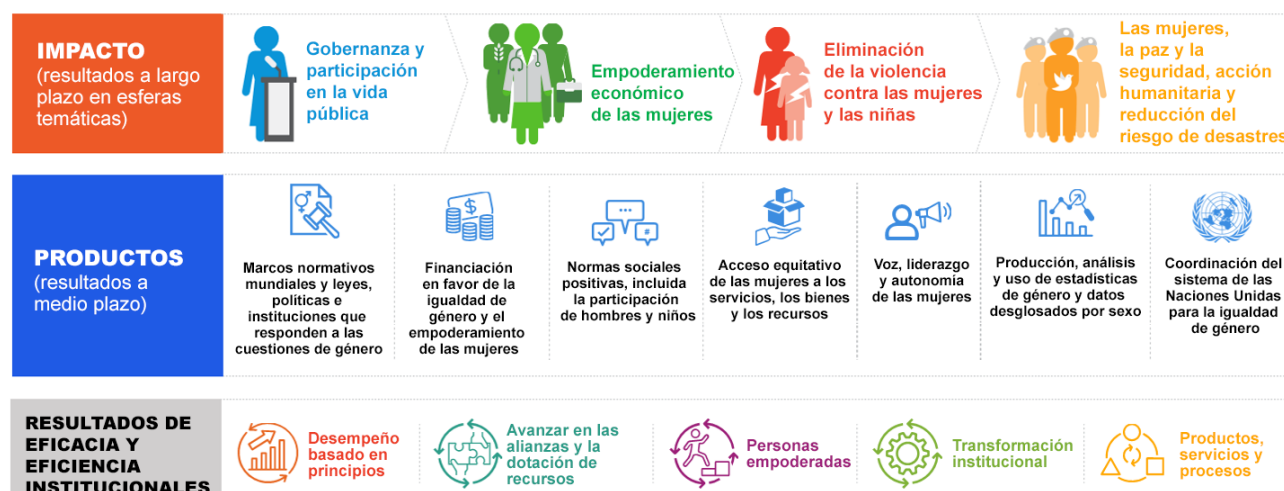 IMPACTO
(resultados a largo
plazo en esferas
temáticas)
Gobernanza y
participación
en la vida
pública
Empoderamiento
económico
de las mujeres
Eliminación
de la violencia
contra las mujeres
y las niñas
Las mujeres,
la paz y la
seguridad, acción
humanitaria y
reducción del
riesgo de desastres
PRODUCTOS
(resultados a
medio plazo)
Marcos normativos
mundiales y leyes,
políticas e
instituciones que
responden a las
cuestiones de género
$
Financiación
en favor de la
igualdad de
género y el
empoderamiento
de las mujeres
Normas sociales
positivas, incluida
la participación
de hombres y niños
Acceso equitativo
de las mujeres a los
servicios, los bienes
y los recursos
Voz, liderazgo
y autonomía
de las mujeres
Producción, análisis
y uso de estadísticas
de género y datos
desglosados por sexo
Coordinación del
sistema de las
Naciones Unidas
para la igualdad
de género
RESULTADOS DE
EFICACIA Y
EFICIENCIA
INSTITUCIONALES
Desempeño
basado en
principios
Avanzar en las
alianzas y la
dotación de
recursos
Personas
empoderadas
Transformación
institucional
Productos,
servicios y
procesos